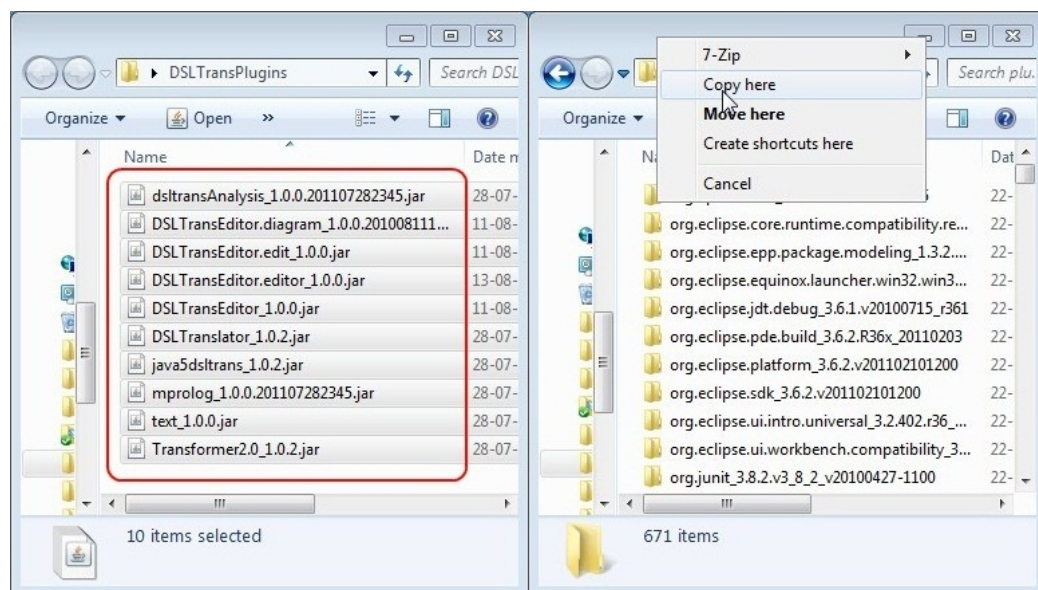 DSLTransPlugins
Search DSL
Organize
Open
»
Name
Date m
dsltransAnalysis_1.0.0.201107282345.jar
28-07-
DSLTransEditor.diagram_1.0.0.201008111...
11-08-
DSLTransEditor.edit_1.0.0.jar
11-08-
DSLTransEditor.editor_1.0.0.jar
13-08-
DSLTransEditor_1.0.0.jar
11-08-
DSLTranslator_1.0.2.jar
28-07-
java5dsltrans_1.0.2.jar
28-07-
mprolog_1.0.0.201107282345.jar
28-07-
text_1.0.0.jar
28-07-
Transformer2.0_1.0.2.jar
28-07-
10 items selected
7-Zip
Copy here
Move here
Create shortcuts here
Cancel
Search plu.
Organize
Dat
22-
org.eclipse.core.runtime.compatibility.re...
22-
org.eclipse.epp.package.modeling_1.3.2....
22-
org.eclipse.equinox.launcher.win32.win3...
22-
org.eclipse.jdt.debug_3.6.1.v20100715_r361
22-
org.eclipse.pde.build_3.6.2.R36x_20110203
22-
org.eclipse.platform_3.6.2.v201102101200
22-
org.eclipse.sdk_3.6.2.v201102101200
22-
org.eclipse.ui.intro.universal_3.2.402.r36_...
22-
org.eclipse.ui.workbench.compatibility_3...
22-
org.junit_3.8.2.v3_8_2_v20100427-1100
22-
671 items